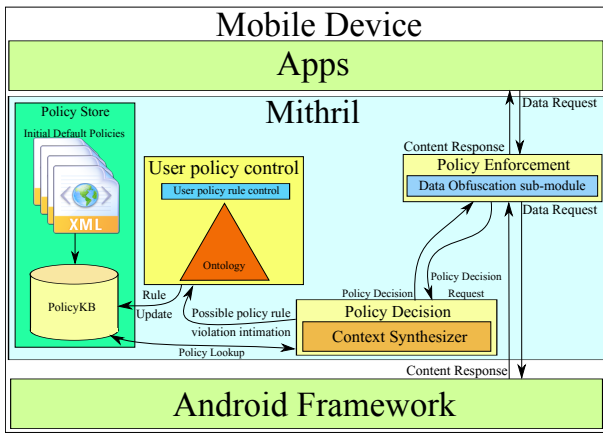 Mobile Device
Apps
Mithril
Data Request
Content Response
Policy Store
Initial Default Policies
XML
PolicyKB
User policy control
User policy rule control
Ontology
Policy Enforcement
Data Obfuscation sub-module
Data Request
Rule
Update
Possible policy rule
violation intimation
Policy Lookup
Policy Decision
Policy Decision
Request
Policy Decision
Context Synthesizer
Content Response
Android Framework